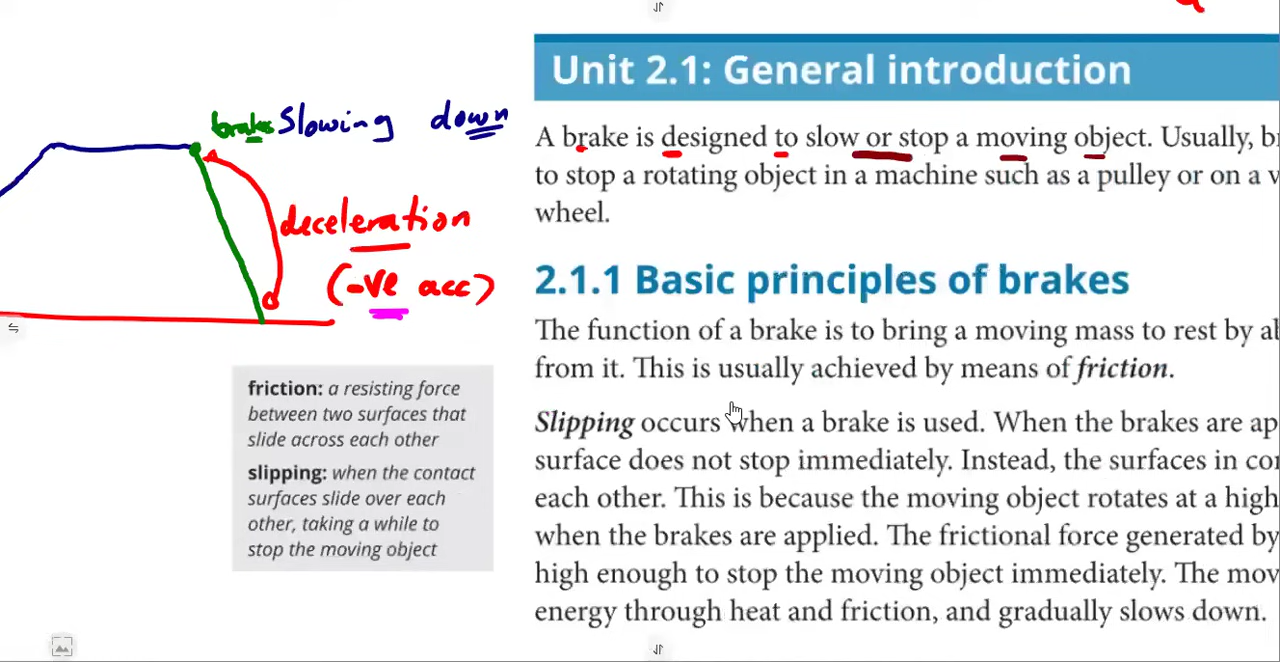 brakes Slowing down
deceleration
(-ve acc)
friction: a resisting force
between two surfaces that
slide across each other
slipping: when the contact
surfaces slide over each
other, taking a while to
stop the moving object
Unit 2.1: General introduction
A brake is designed to slow or stop a moving object. Usually,
to stop a rotating object in a machine such as a pulley or on a
wheel.
2.1.1 Basic principles of brakes
The function of a brake is to bring a moving mass to rest by
from it. This is usually achieved by means of friction.
Slipping occurs when a brake is used. When the brakes are
surface does not stop immediately. Instead, the surfaces in
each other. This is because the moving object rotates at a high
when the brakes are applied. The frictional force generated by
high enough to stop the moving object immediately. The
energy through heat and friction, and gradually slows down.